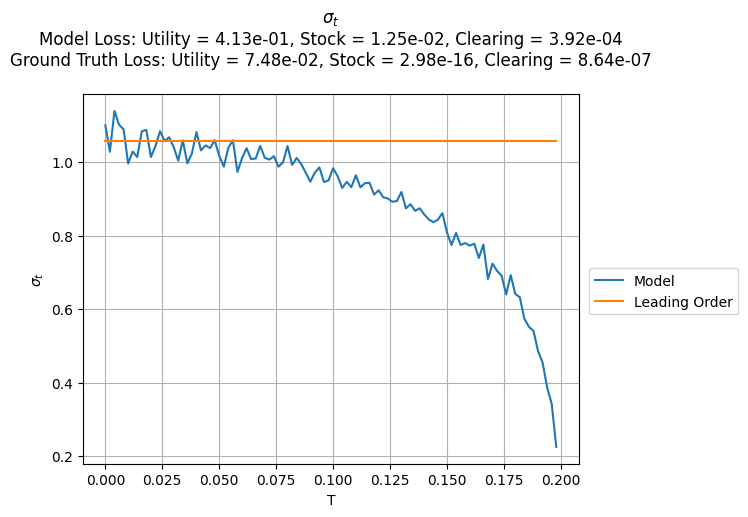 σt
Model Loss: Utility = 4.13e-01, Stock = 1.25e-02, Clearing = 3.92e-04
Ground Truth Loss: Utility = 7.48e-02, Stock = 2.98e-16, Clearing = 8.64e-07
1.0
0.8
0.6
0.4
0.2
σt
0.000 0.025 0.050 0.075 0.100 0.125 0.150 0.175 0.200
T
Model
Leading Order